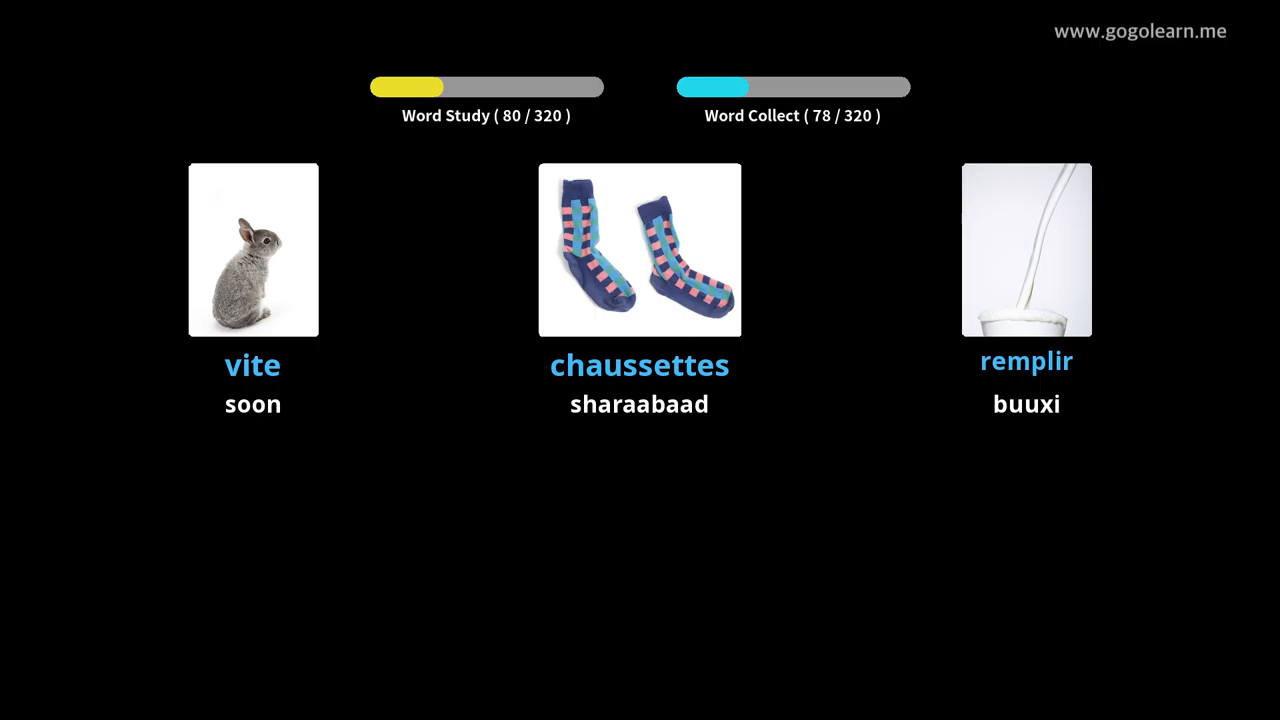 www.gogolearn.me
Word Study ( 80 / 320 )
Word Collect ( 78 / 320 )
vite
chaussettes
remplir
soon
sharaabaad
buuxi